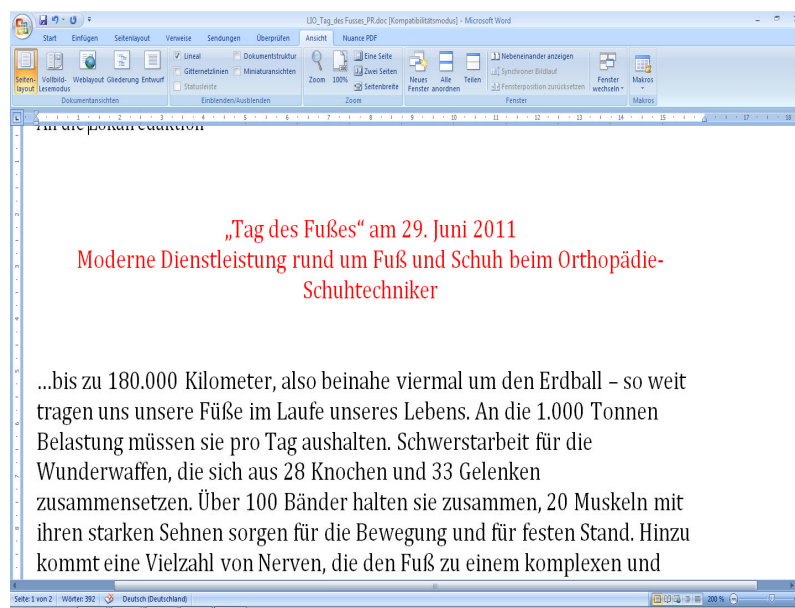 LIO_Tag_des Fusses_PR.doc [Kompatibilitätsmodus] - Microsoft Word
Start Einfügen Seitenlayout Verweise Sendungen Überprüfen Ansicht Nuance PDF
Seiten-layout Vollbild-Lesemodus Weblayout Gliederung Entwurf
Dokumentansichten
Lineal Dokumentstruktur
Gitternetzlinien Miniaturansichten
Statusleiste
Einblenden/Ausblenden
Zoom 100% Eine Seite
Zwei Seiten
Seitenbreite
Zoom
Neues Fenster Alle anordnen Teilen
Nebeneinander anzeigen
Synchroner Bildlauf
Fensterposition zurücksetzen
Fenster wechseln
Fenster
Makros
Makros
An die Lokalredaktion
„Tag des Fußes“ am 29. Juni 2011
Moderne Dienstleistung rund um Fuß und Schuh beim Orthopädie-
Schuhtechniker
…bis zu 180.000 Kilometer, also beinahe viermal um den Erdball – so weit
tragen uns unsere Füße im Laufe unseres Lebens. An die 1.000 Tonnen
Belastung müssen sie pro Tag aushalten. Schwerstarbeit für die
Wunderwaffen, die sich aus 28 Knochen und 33 Gelenken
zusammensetzen. Über 100 Bänder halten sie zusammen, 20 Muskeln mit
ihren starken Sehnen sorgen für die Bewegung und für festen Stand. Hinzu
kommt eine Vielzahl von Nerven, die den Fuß zu einem komplexen und
Seite: 1 von 2 Wörter: 392 Deutsch (Deutschland) 200 %